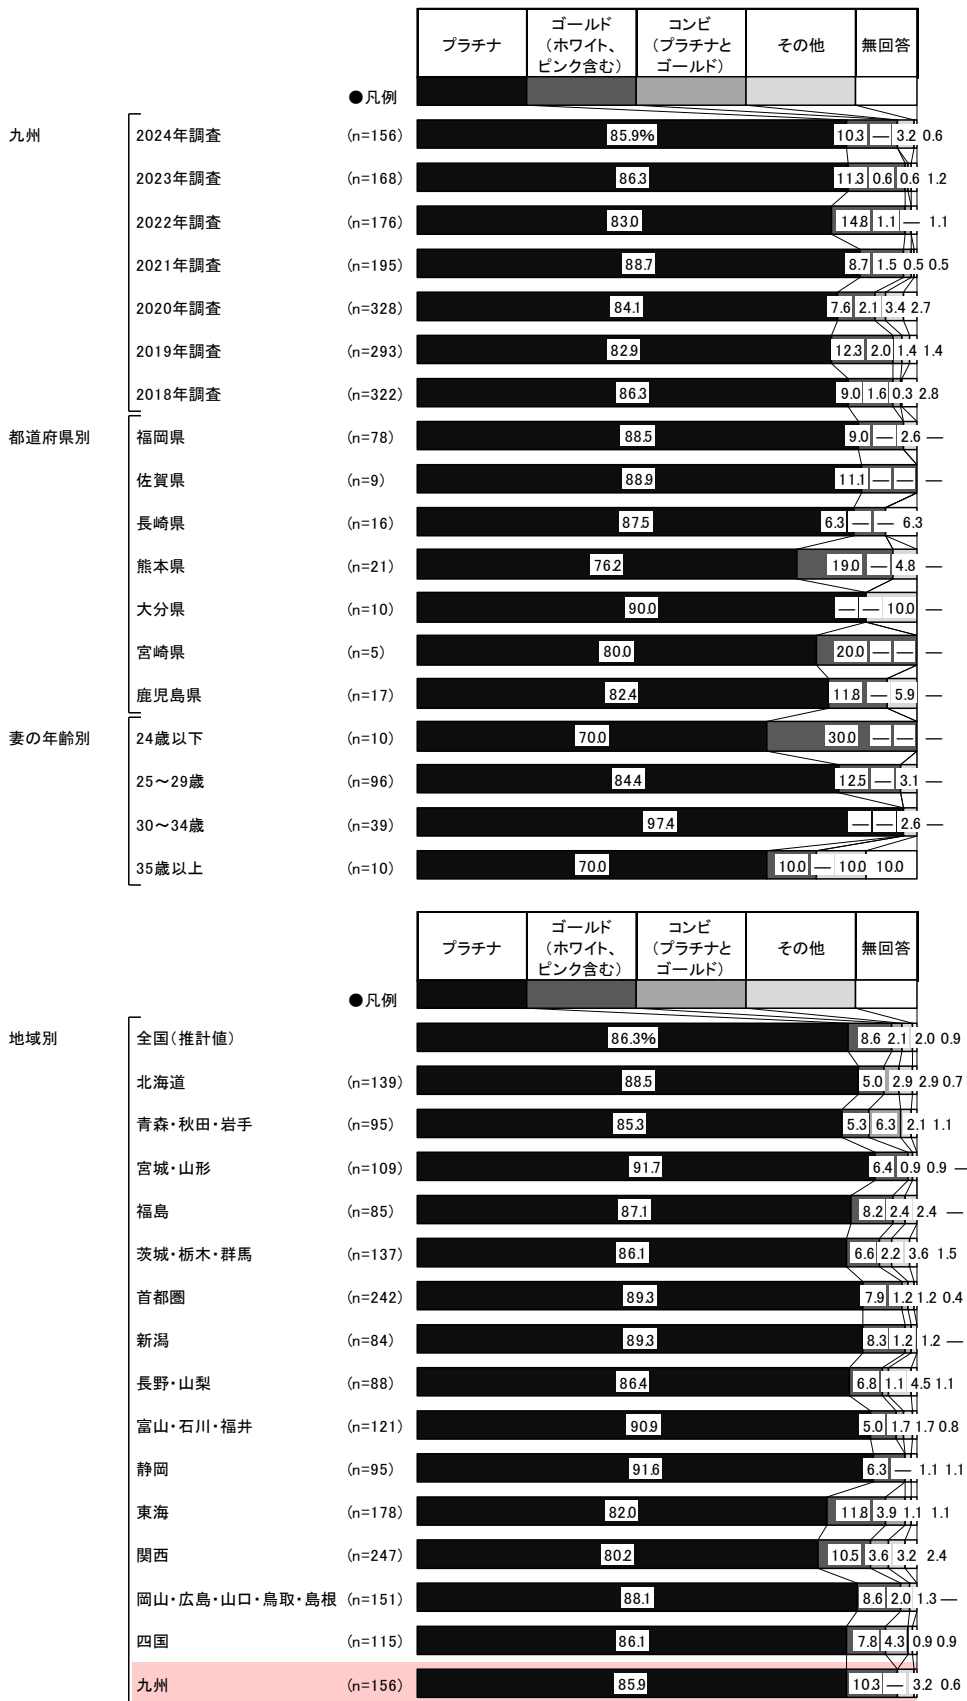 プラチナ ゴールド（ホワイト、ピンク含む） コンビ（プラチナとゴールド） その他 無回答
●凡例
九州 2024年調査 (n=156) 85.9% 10.3 — 3.2 0.6
2023年調査 (n=168) 86.3 11.3 0.6 0.6 1.2
2022年調査 (n=176) 83.0 14.8 1.1 — 1.1
2021年調査 (n=195) 88.7 8.7 1.5 0.5 0.5
2020年調査 (n=328) 84.1 7.6 2.1 3.4 2.7
2019年調査 (n=293) 82.9 12.3 2.0 1.4 1.4
2018年調査 (n=322) 86.3 9.0 1.6 0.3 2.8
都道府県別 福岡県 (n=78) 88.5 9.0 — 2.6 —
佐賀県 (n=9) 88.9 11.1 — — —
長崎県 (n=16) 87.5 6.3 — — 6.3
熊本県 (n=21) 76.2 19.0 — 4.8 —
大分県 (n=10) 90.0 — — 10.0 —
宮崎県 (n=5) 80.0 20.0 — — —
鹿児島県 (n=17) 82.4 11.8 — 5.9 —
妻の年齢別 24歳以下 (n=10) 70.0 30.0 — — —
25～29歳 (n=96) 84.4 12.5 — 3.1 —
30～34歳 (n=39) 97.4 — — 2.6 —
35歳以上 (n=10) 70.0 10.0 — 10.0 10.0
プラチナ ゴールド（ホワイト、ピンク含む） コンビ（プラチナとゴールド） その他 無回答
●凡例
地域別 全国（推計値） 86.3% 8.6 2.1 2.0 0.9
北海道 (n=139) 88.5 5.0 2.9 2.9 0.7
青森・秋田・岩手 (n=95) 85.3 5.3 6.3 2.1 1.1
宮城・山形 (n=109) 91.7 6.4 0.9 0.9 —
福島 (n=85) 87.1 8.2 2.4 2.4 —
茨城・栃木・群馬 (n=137) 86.1 6.6 2.2 3.6 1.5
首都圏 (n=242) 89.3 7.9 1.2 1.2 0.4
新潟 (n=84) 89.3 8.3 1.2 1.2 —
長野・山梨 (n=88) 86.4 6.8 1.1 4.5 1.1
富山・石川・福井 (n=121) 90.9 5.0 1.7 1.7 0.8
静岡 (n=95) 91.6 6.3 — 1.1 1.1
東海 (n=178) 82.0 11.8 3.9 1.1 1.1
関西 (n=247) 80.2 10.5 3.6 3.2 2.4
岡山・広島・山口・鳥取・島根 (n=151) 88.1 8.6 2.0 1.3 —
四国 (n=115) 86.1 7.8 4.3 0.9 0.9
九州 (n=156) 85.9 10.3 — 3.2 0.6